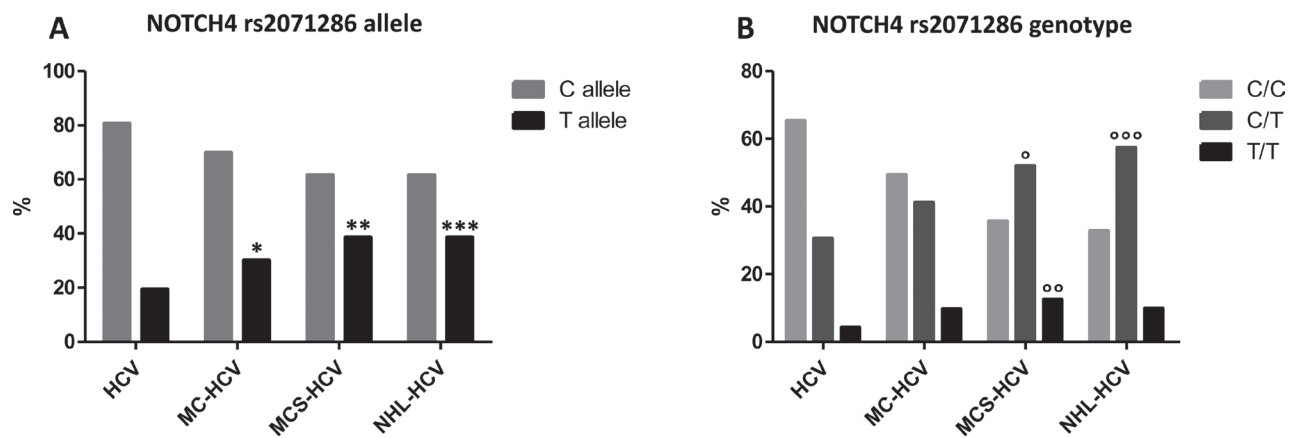 A
NOTCH4 rs2071286 allele
100
80
60
40
20
0
%
C allele
T allele
*
**
***
HCV
MC-HCV
MCS-HCV
NHL-HCV
B
NOTCH4 rs2071286 genotype
80
60
40
20
0
%
C/C
C/T
T/T
°
°°
°°°
HCV
MC-HCV
MCS-HCV
NHL-HCV